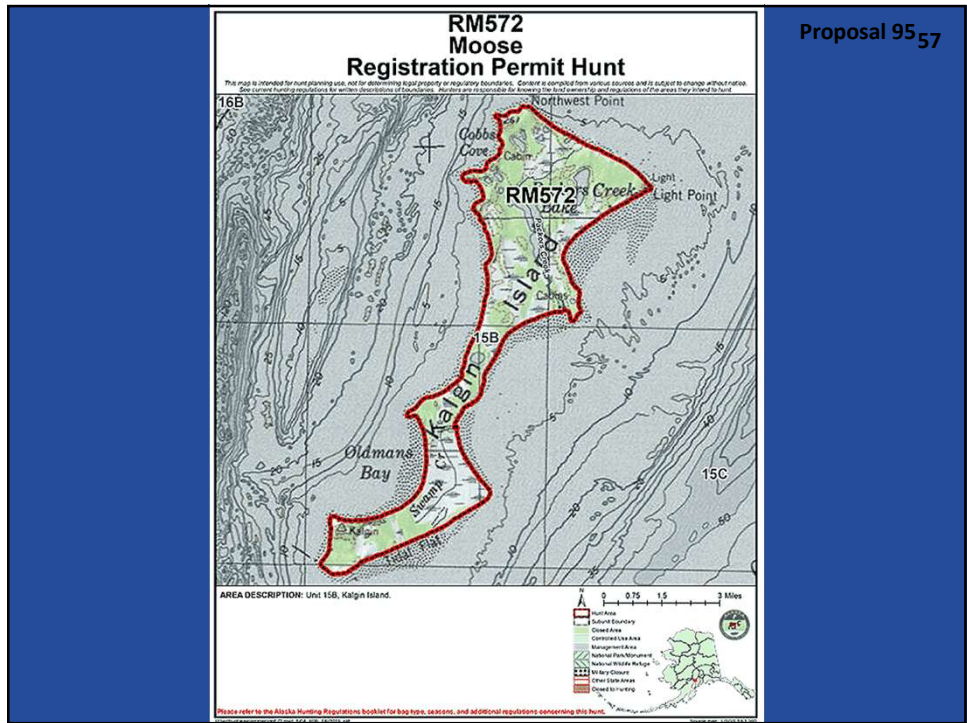 Proposal 95 57
RM572
Moose
Registration Permit Hunt
This map is intended for hunt planning use, not for determining legal property or regulatory boundaries. Content is compiled from various sources and is subject to change without notice.
See current hunting regulations for written descriptions of boundaries. Hunters are responsible for knowing the land ownership and regulations of the areas they intend to hunt
16B
Northwest Point
Cobbs
Cove
Cabin
Light
Light Point
RM572
Creek
Island
Cabins
15B
Kalgin
Oldmans
Bay
15C
Swamp Cr
Kalgin
Tidal Flat
AREA DESCRIPTION: Unit 15B, Kalgin Island.
N
0 0.75 1.5 3 Miles
Hunt Area
Subunit Boundary
Closed Area
Controlled Use Area
Management Area
National Park/Monument
National Wildlife Refuge
Military Closure
Other State Areas
Closed to Hunting
Please refer to the Alaska Hunting Regulations booklet for bag type, seasons, and additional regulations concerning this hunt.